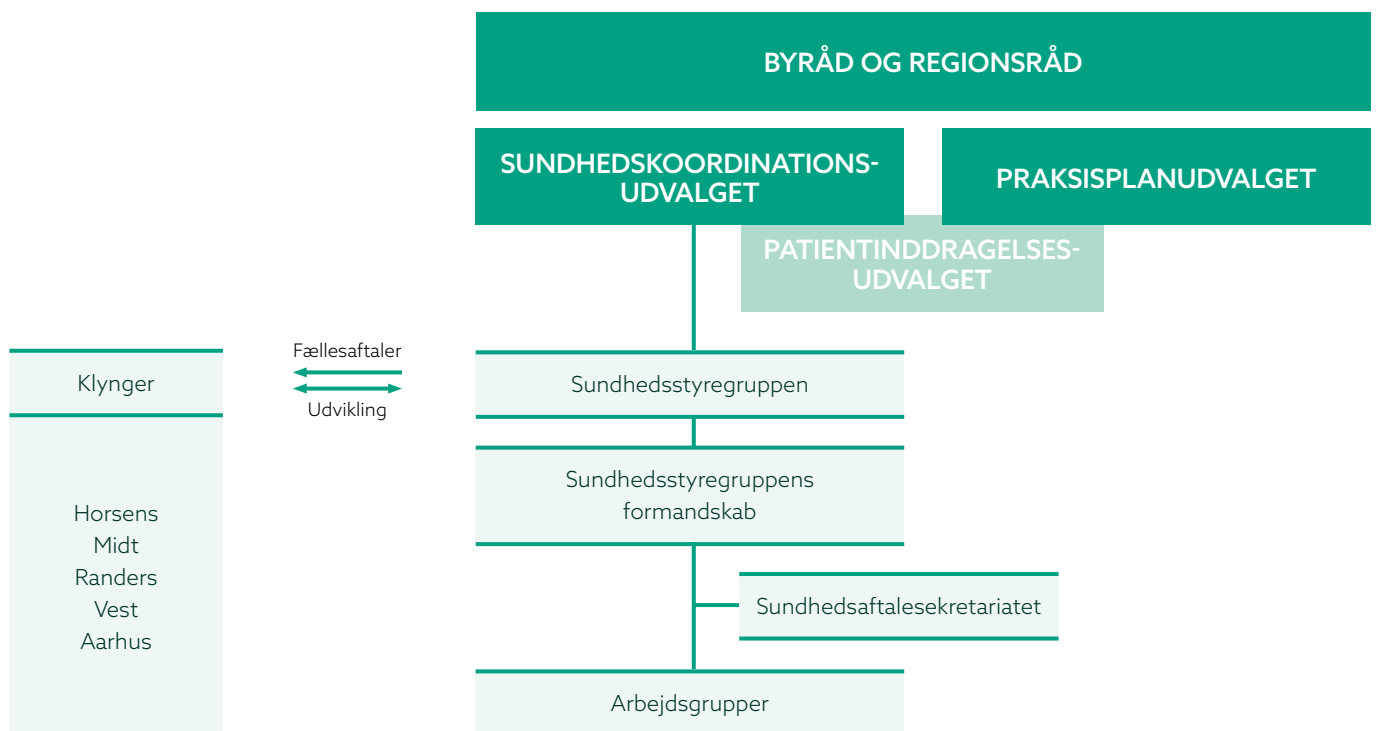 BYRÅD OG REGIONSRÅD
SUNDHEDSKOORDINATIONS-
UDVALGET
PRAKSISPLANUDVALGET
PATIENTINDDRAGELSES-
UDVALGET
Klynger
Fællesaftaler
Udvikling
Sundhedsstyregruppen
Sundhedsstyregruppens
formandskab
Horsens
Midt
Randers
Vest
Aarhus
Sundhedsaftalesekretariatet
Arbejdsgrupper